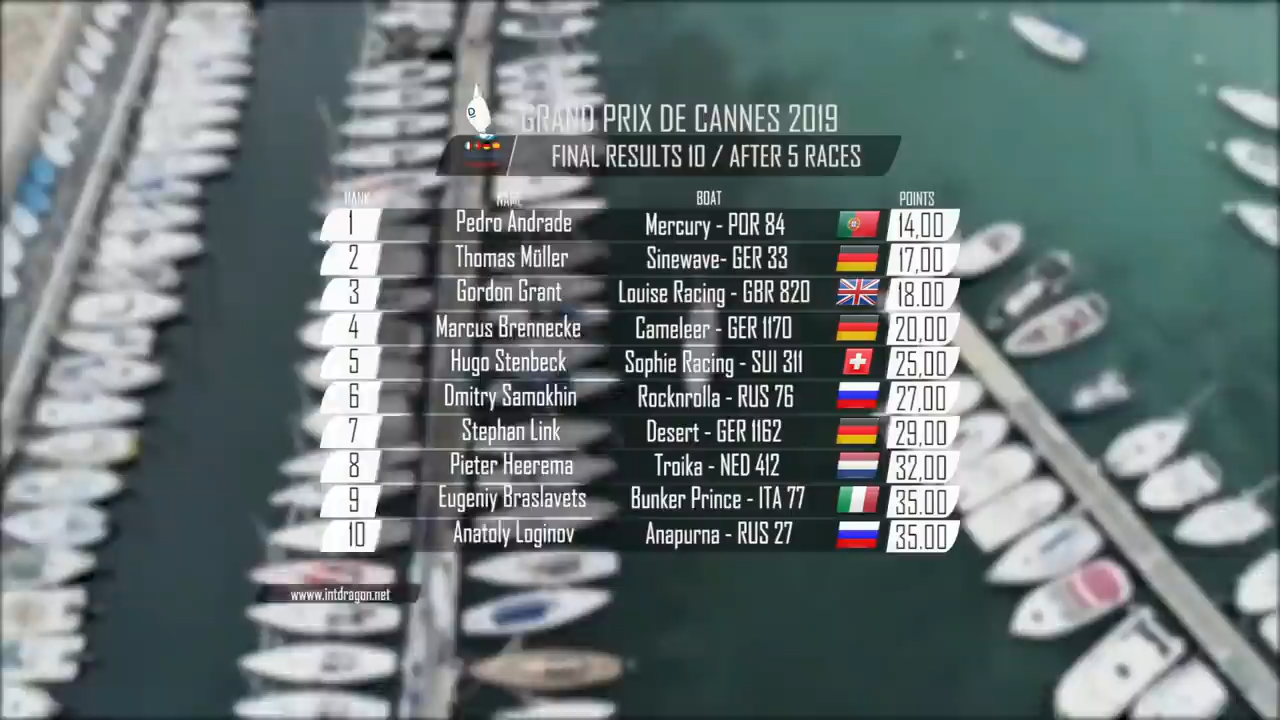 GRAND PRIX DE CANNES 2019
FINAL RESULTS 10 / AFTER 5 RACES
RANK NAME BOAT POINTS
1 Pedro Andrade Mercury - POR 84 14,00
2 Thomas Müller Sinewave- GER 33 17,00
3 Gordon Grant Louise Racing - GBR 820 18.00
4 Marcus Brennecke Cameleer - GER 1170 20,00
5 Hugo Stenbeck Sophie Racing - SUI 311 25,00
6 Dmitry Samokhin Rocknrolla - RUS 76 27,00
7 Stephan Link Desert - GER 1162 29,00
8 Pieter Heerema Troika - NED 412 32,00
9 Eugeniy Braslavets Bunker Prince - ITA 77 35.00
10 Anatoly Loginov Anapurna - RUS 27 35.00
www.intdragon.net